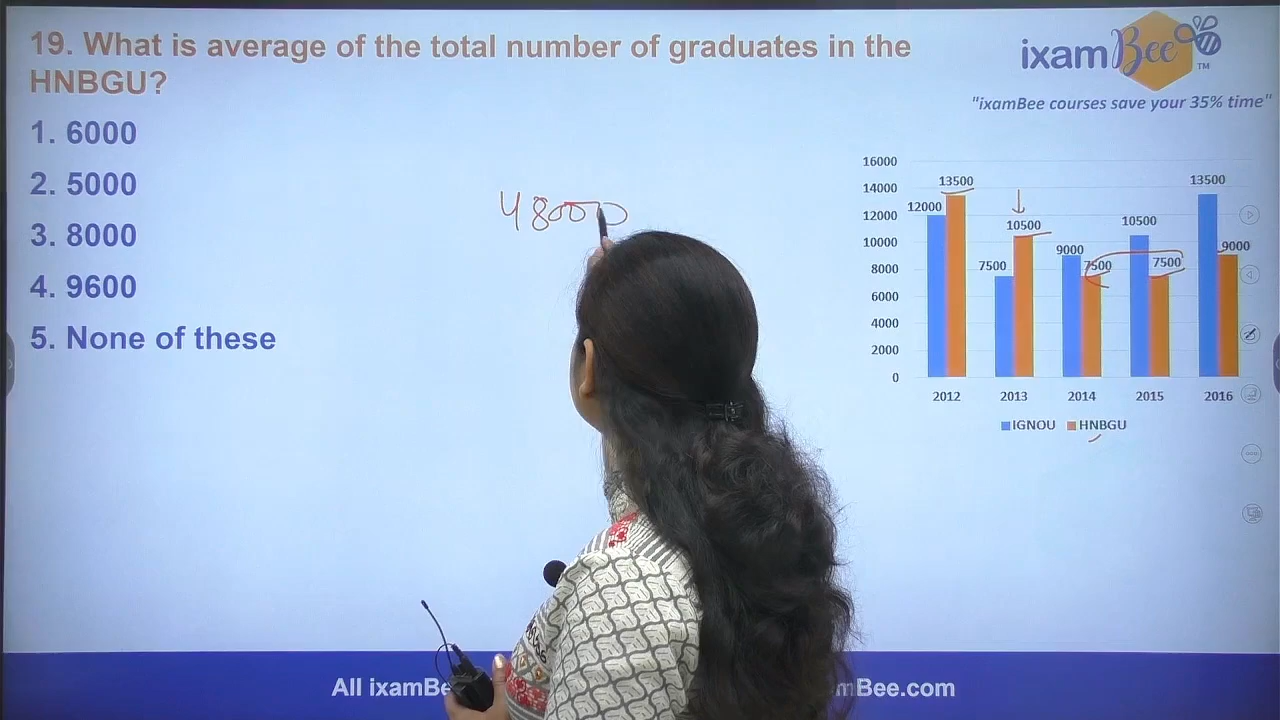 19. What is average of the total number of graduates in the
HNBGU?
1. 6000
2. 5000
3. 8000
4. 9600
5. None of these
48000
ixamBee™
"ixamBee courses save your 35% time"
16000
14000
12000
10000
8000
6000
4000
2000
0
12000 13500
7500 10500
9000 7500
10500 7500
13500 9000
2012 2013 2014 2015 2016
IGNOU HNBGU
All ixamBe
mBee.com